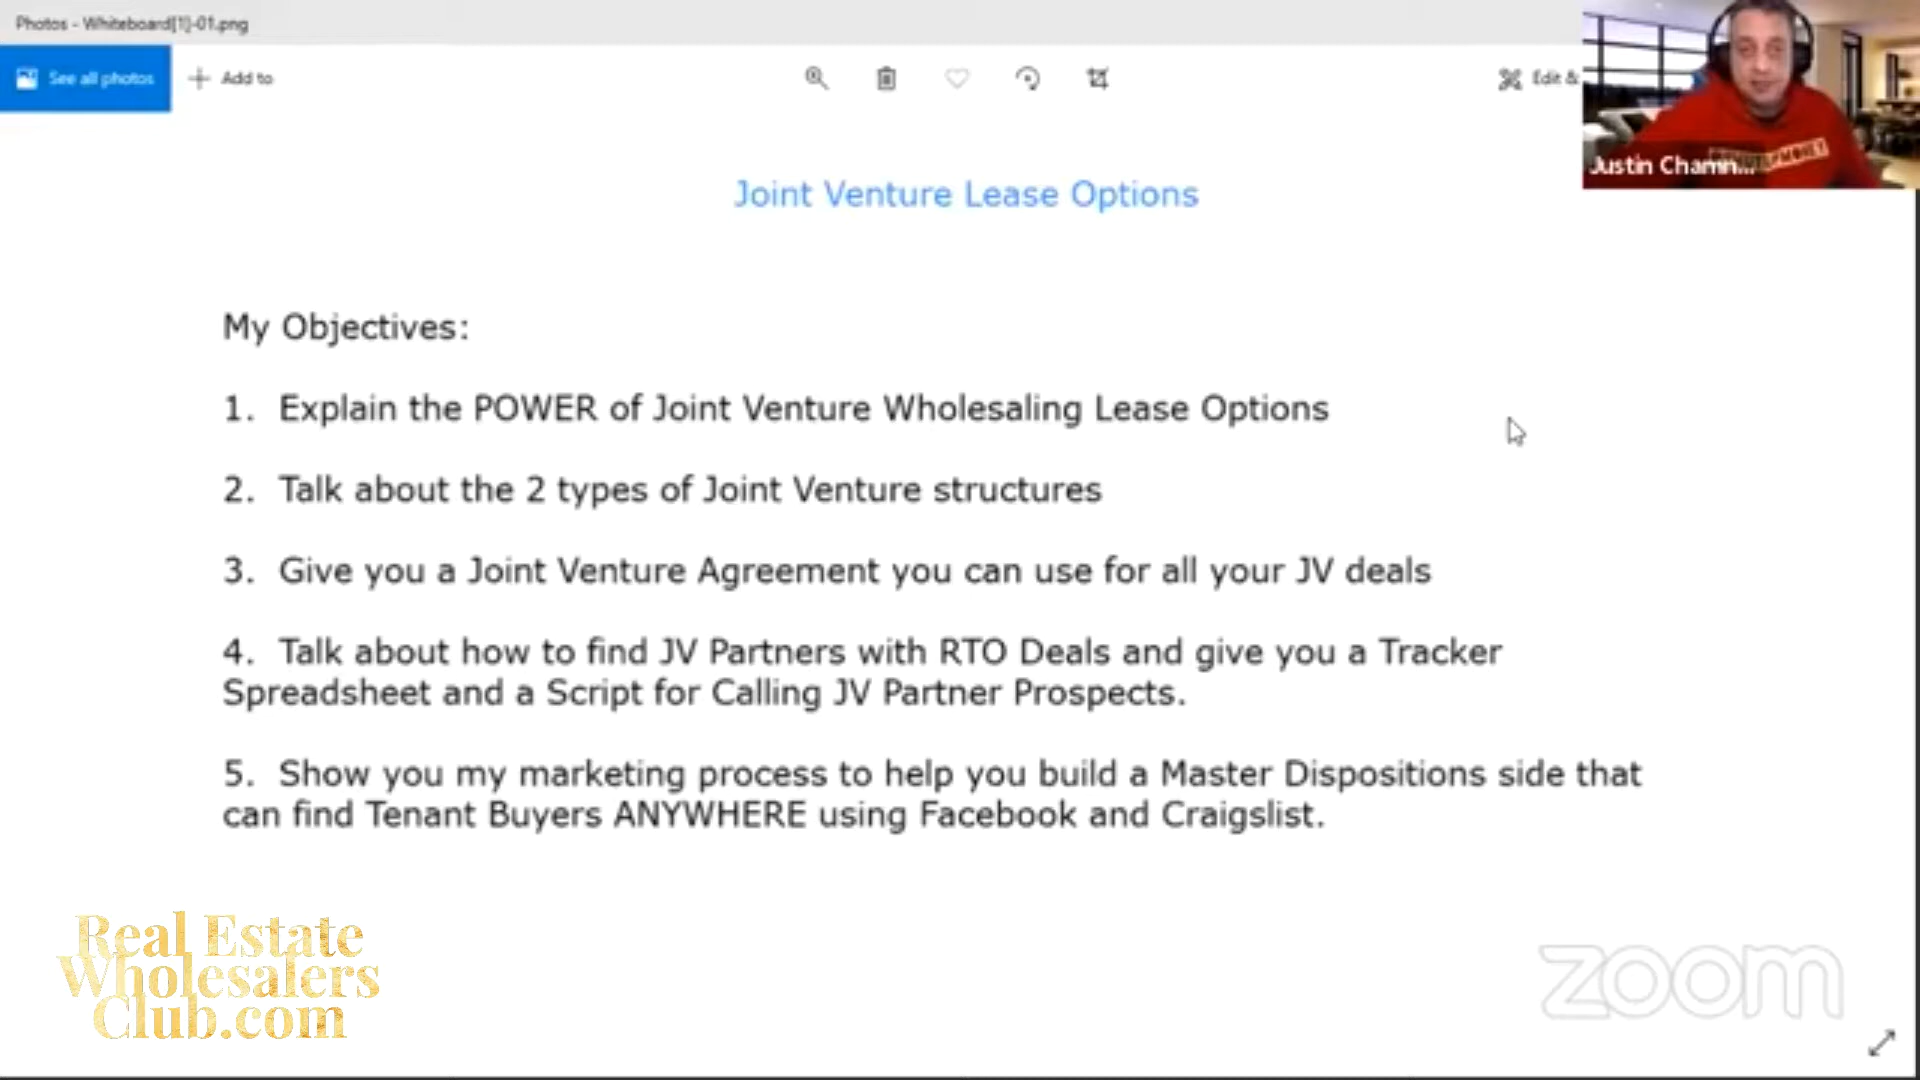 Photos - Whiteboard[1]-01.png
See all photos
Add to
Edit &
Justin Chamn...
Joint Venture Lease Options
My Objectives:
1. Explain the POWER of Joint Venture Wholesaling Lease Options
2. Talk about the 2 types of Joint Venture structures
3. Give you a Joint Venture Agreement you can use for all your JV deals
4. Talk about how to find JV Partners with RTO Deals and give you a Tracker
Spreadsheet and a Script for Calling JV Partner Prospects.
5. Show you my marketing process to help you build a Master Dispositions side that
can find Tenant Buyers ANYWHERE using Facebook and Craigslist.
Real Estate
Wholesalers
Club.com
zoom